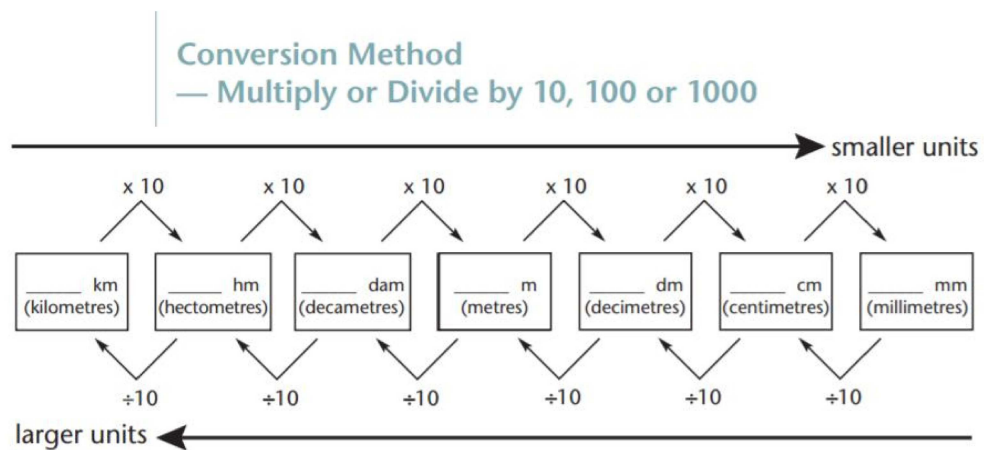 Conversion Method
— Multiply or Divide by 10, 100 or 1000
smaller units
x 10 x 10 x 10 x 10 x 10 x 10
_____ km _____ hm _____ dam _____ m _____ dm _____ cm _____ mm
(kilometres) (hectometres) (decametres) (metres) (decimetres) (centimetres) (millimetres)
÷10 ÷10 ÷10 ÷10 ÷10 ÷10
larger units